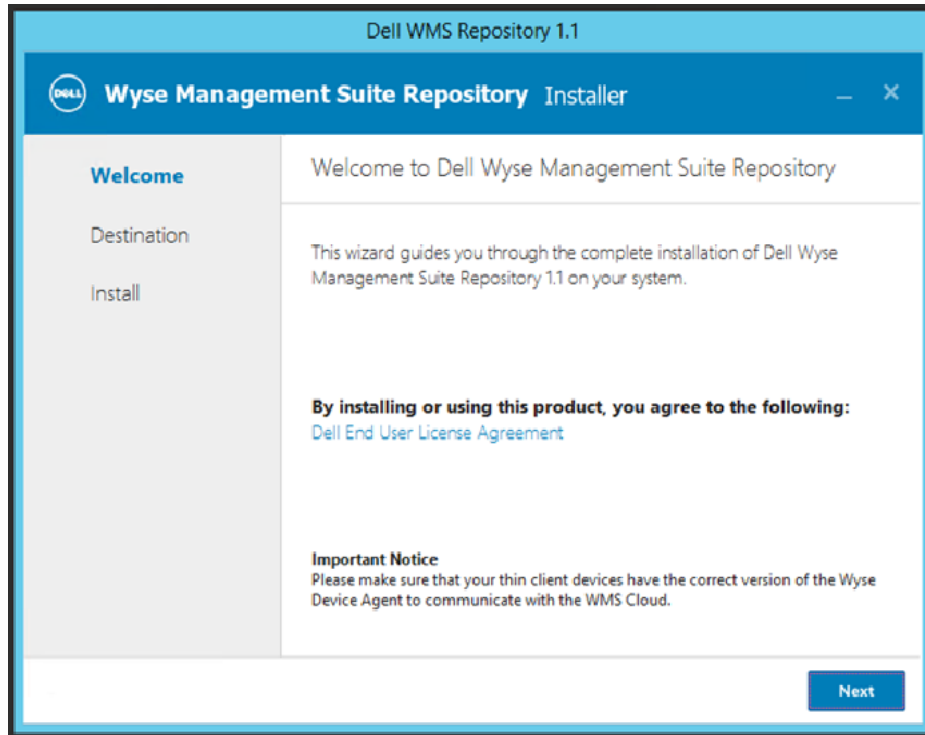 Dell WMS Repository 1.1
DELL Wyse Management Suite Repository Installer
Welcome
Destination
Install
Welcome to Dell Wyse Management Suite Repository
This wizard guides you through the complete installation of Dell Wyse
Management Suite Repository 1.1 on your system.
By installing or using this product, you agree to the following:
Dell End User License Agreement
Important Notice
Please make sure that your thin client devices have the correct version of the Wyse
Device Agent to communicate with the WMS Cloud.
Next